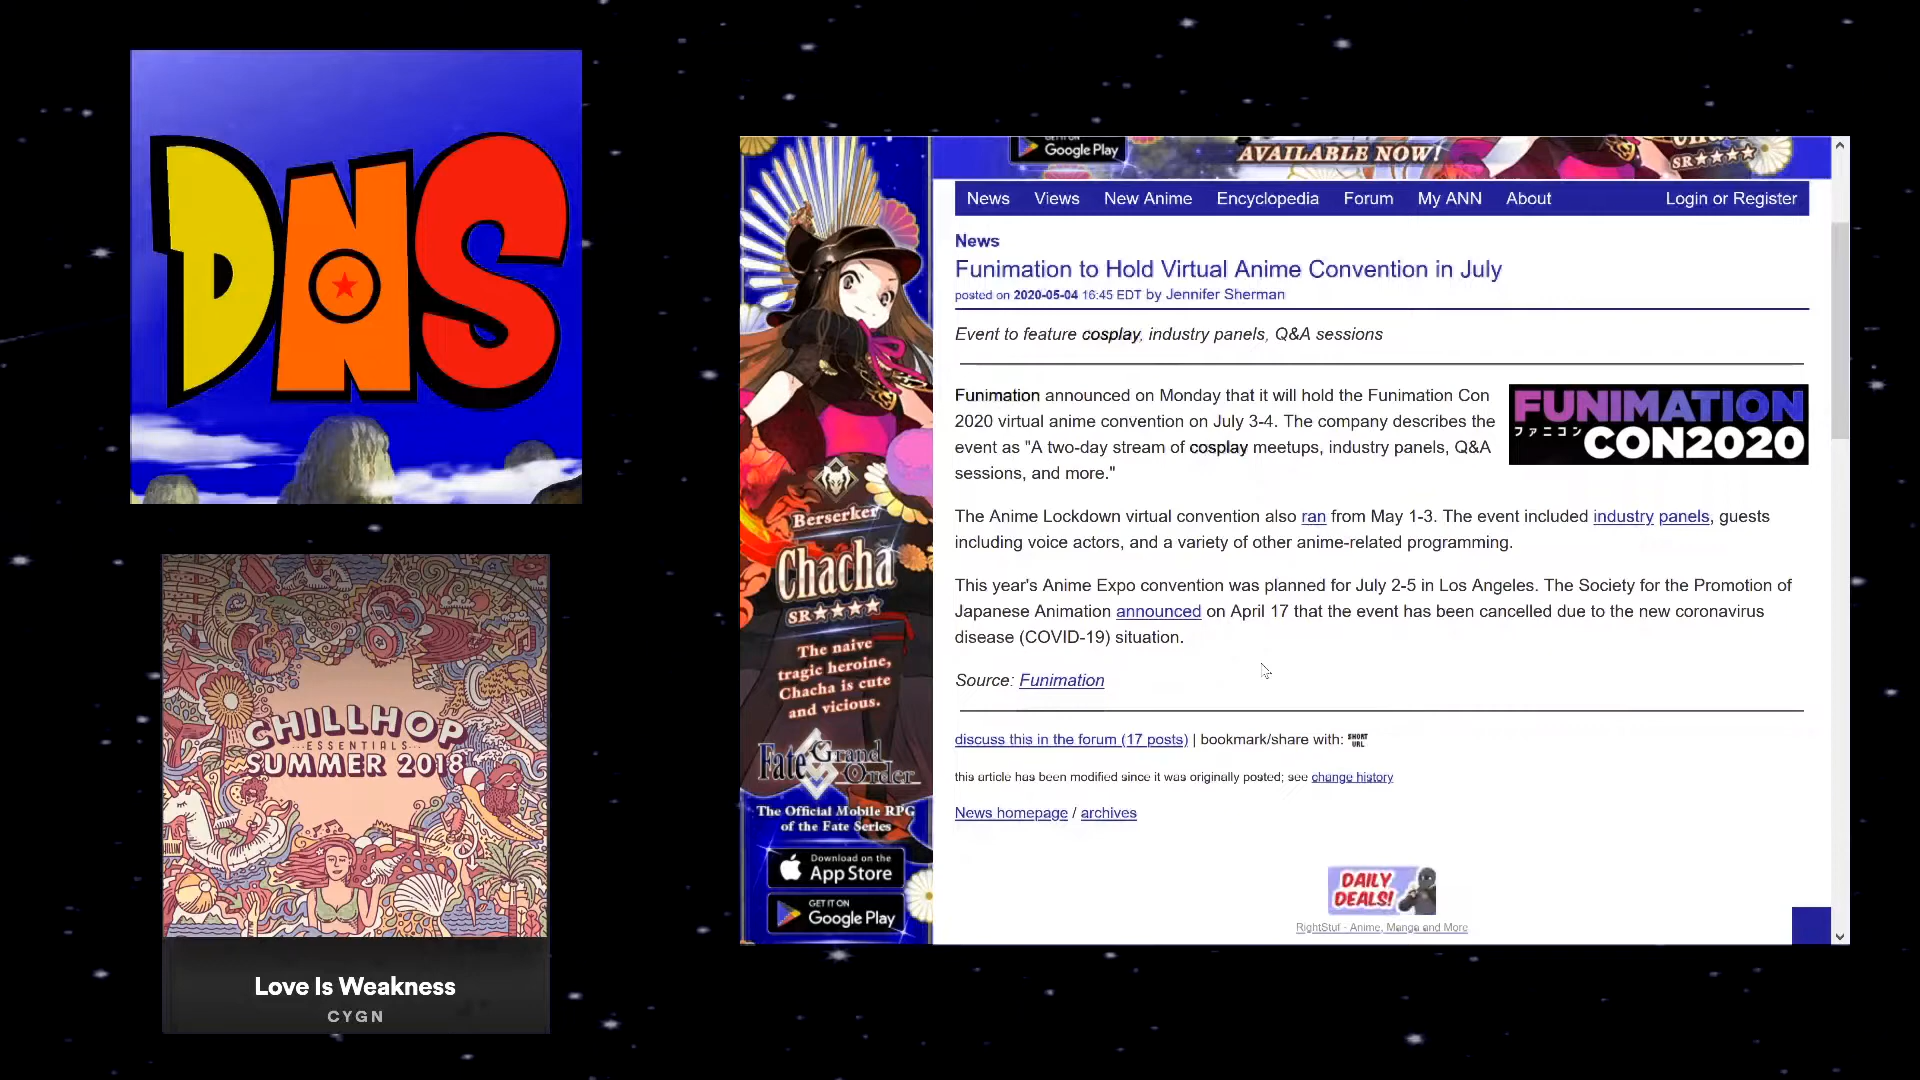 DNS
CHILLHOP
ESSENTIALS
SUMMER 2018
Love Is Weakness
CYGN
Google Play
AVAILABLE NOW!
SR★★★★
News Views New Anime Encyclopedia Forum My ANN About Login or Register
News
Funimation to Hold Virtual Anime Convention in July
posted on 2020-05-04 16:45 EDT by Jennifer Sherman
Event to feature cosplay, industry panels, Q&A sessions
Funimation announced on Monday that it will hold the Funimation Con
2020 virtual anime convention on July 3-4. The company describes the
event as "A two-day stream of cosplay meetups, industry panels, Q&A
sessions, and more."
FUNIMATION
ファニコン CON2020
The Anime Lockdown virtual convention also ran from May 1-3. The event included industry panels, guests
including voice actors, and a variety of other anime-related programming.
This year's Anime Expo convention was planned for July 2-5 in Los Angeles. The Society for the Promotion of
Japanese Animation announced on April 17 that the event has been cancelled due to the new coronavirus
disease (COVID-19) situation.
Source: Funimation
discuss this in the forum (17 posts) | bookmark/share with: SHORT
URL
this article has been modified since it was originally posted; see change history
News homepage / archives
DAILY
DEALS!
RightStuf - Anime, Manga and More
Berserker
Chacha
SR★★★★
The naive
tragic heroine,
Chacha is cute
and vicious.
Fate Grand
Order
The Official Mobile RPG
of the Fate Series
Download on the
App Store
GET IT ON
Google Play